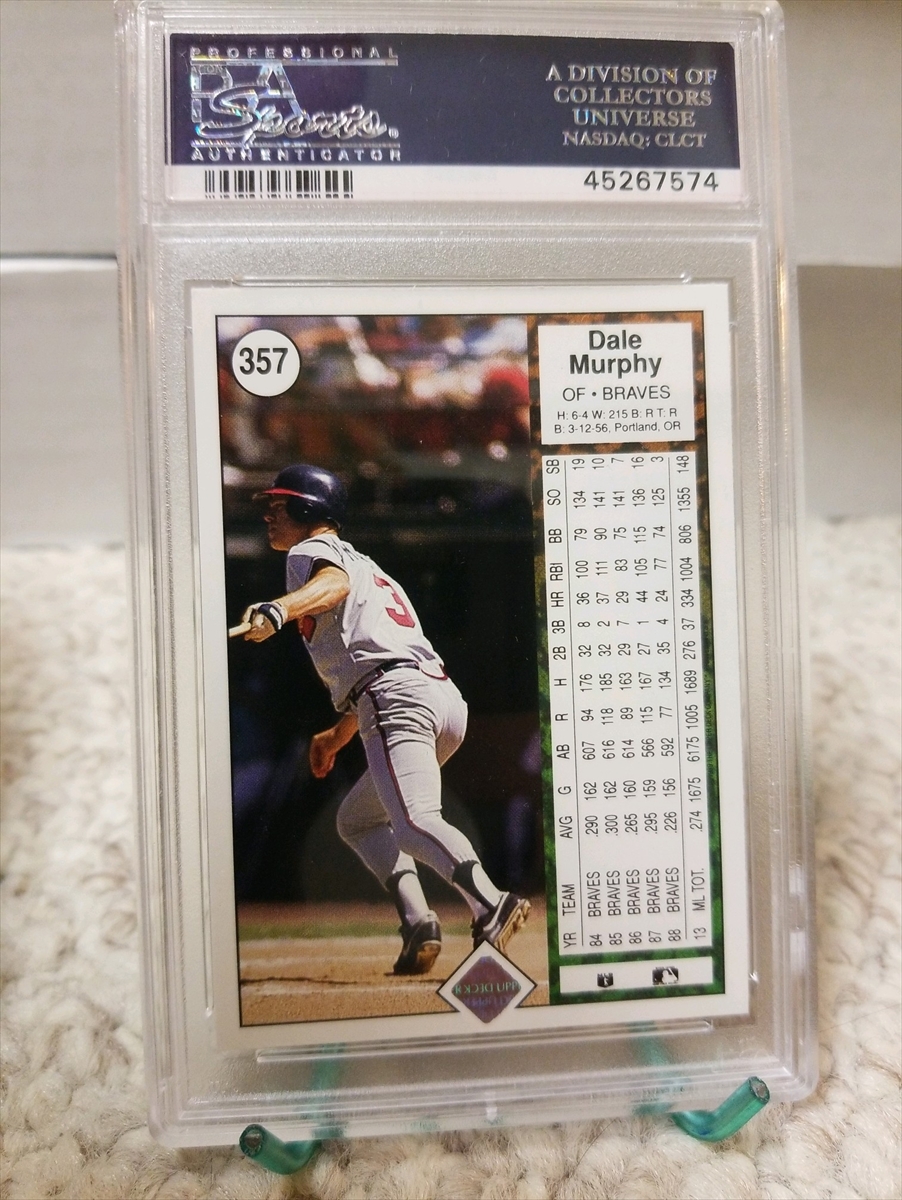 PROFESSIONAL
PSA
Sports®
AUTHENTICATOR
A DIVISION OF
COLLECTORS
UNIVERSE
NASDAQ: CLCT
45267574
357
Dale
Murphy
OF • BRAVES
H: 6-4 W: 215 B: R T: R
B: 3-12-56, Portland, OR
YR TEAM AVG G AB R H 2B 3B HR RBI BB SO SB
84 BRAVES .290 162 607 94 176 32 8 36 100 79 134 19
85 BRAVES .300 162 616 118 185 32 2 37 111 90 141 10
86 BRAVES .265 160 614 89 163 29 7 29 83 75 141 7
87 BRAVES .295 159 566 115 167 27 1 44 105 115 136 16
88 BRAVES .226 156 592 77 134 35 4 24 77 74 125 3
13 ML TOT. .274 1675 6175 1005 1689 276 37 334 1004 806 1355 148
3
UPPER DECK